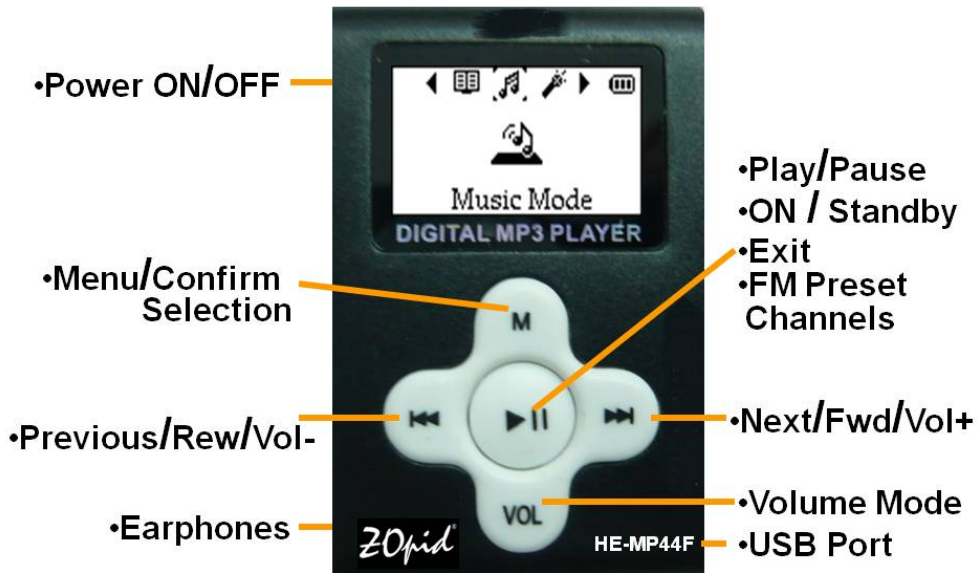 •Power ON/OFF
Music Mode
DIGITAL MP3 PLAYER
•Menu/Confirm
Selection
•Play/Pause
•ON / Standby
•Exit
•FM Preset
Channels
M
•Previous/Rew/Vol-
•Next/Fwd/Vol+
VOL
•Volume Mode
•Earphones
ZOpid
HE-MP44F
•USB Port